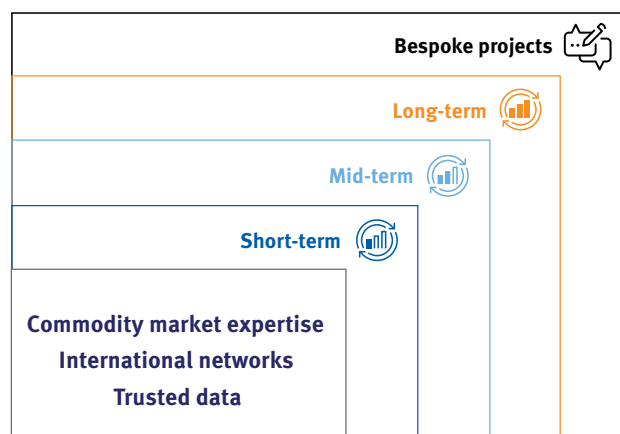 Bespoke projects
Long-term
Mid-term
Short-term
Commodity market expertise
International networks
Trusted data